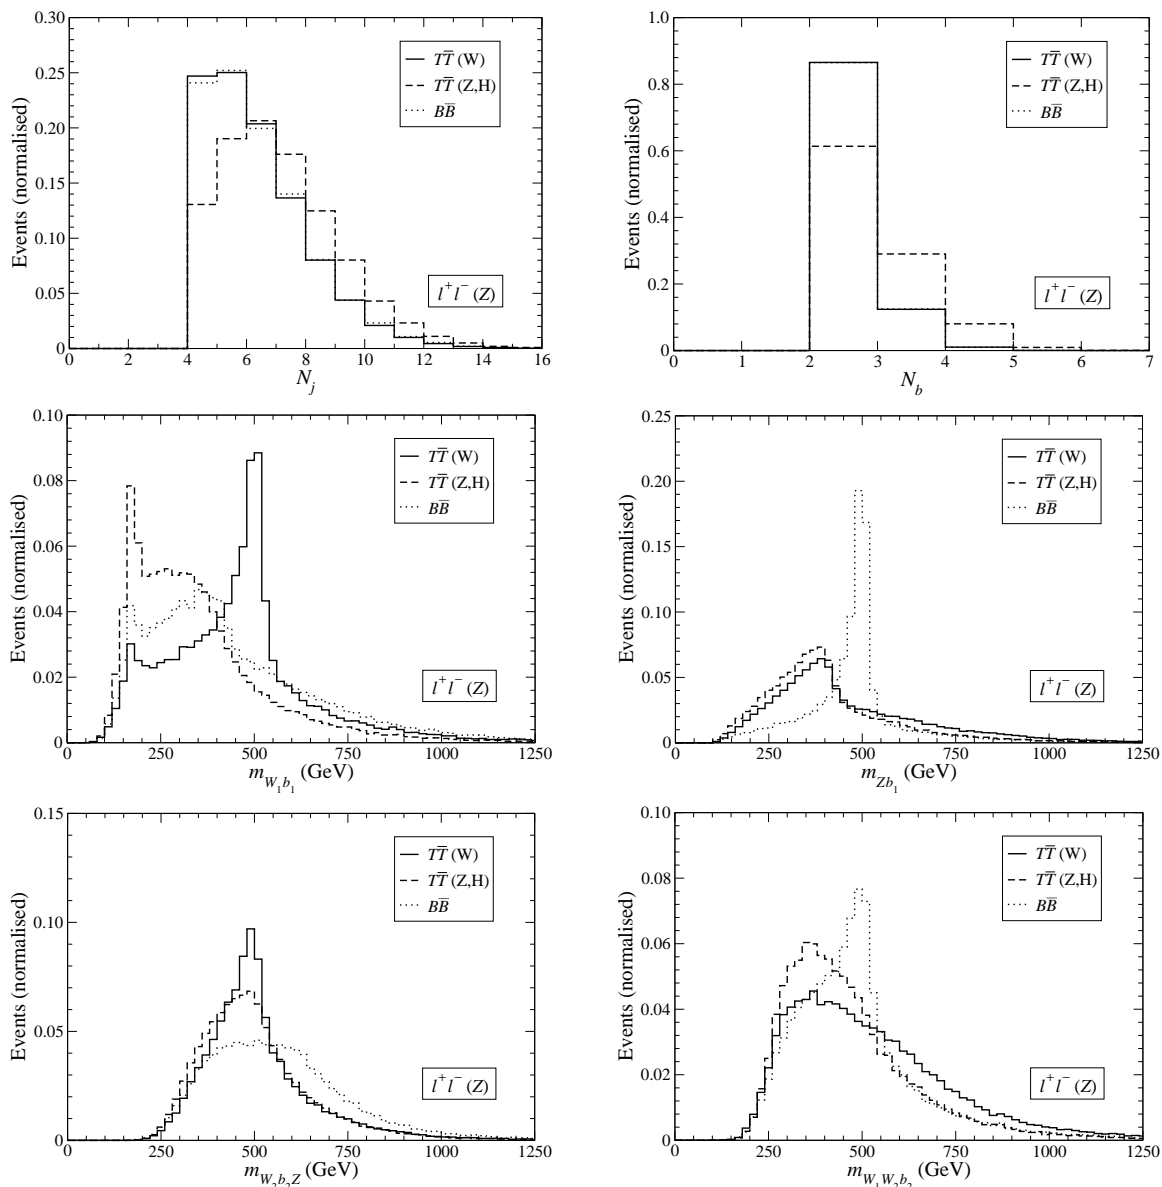 0.30
0.25
0.20
0.15
0.10
0.05
0
Events (normalised)
TT̅ (W)
TT̅ (Z,H)
BB̅
l⁺ l⁻ (Z)
0 2 4 6 8 10 12 14 16
N_j
1.0
0.8
0.6
0.4
0.2
0
Events (normalised)
TT̅ (W)
TT̅ (Z,H)
BB̅
l⁺ l⁻ (Z)
0 1 2 3 4 5 6 7
N_b
0.10
0.08
0.06
0.04
0.02
0
Events (normalised)
TT̅ (W)
TT̅ (Z,H)
BB̅
l⁺ l⁻ (Z)
0 250 500 750 1000 1250
m_{W₁b₁} (GeV)
0.25
0.20
0.15
0.10
0.05
0
Events (normalised)
TT̅ (W)
TT̅ (Z,H)
BB̅
l⁺ l⁻ (Z)
0 250 500 750 1000 1250
m_{Zb₁} (GeV)
0.15
0.10
0.05
0
Events (normalised)
TT̅ (W)
TT̅ (Z,H)
BB̅
l⁺ l⁻ (Z)
0 250 500 750 1000 1250
m_{W₂b₂Z} (GeV)
0.10
0.08
0.06
0.04
0.02
0
Events (normalised)
TT̅ (W)
TT̅ (Z,H)
BB̅
l⁺ l⁻ (Z)
0 250 500 750 1000 1250
m_{W₁W₂b₂} (GeV)